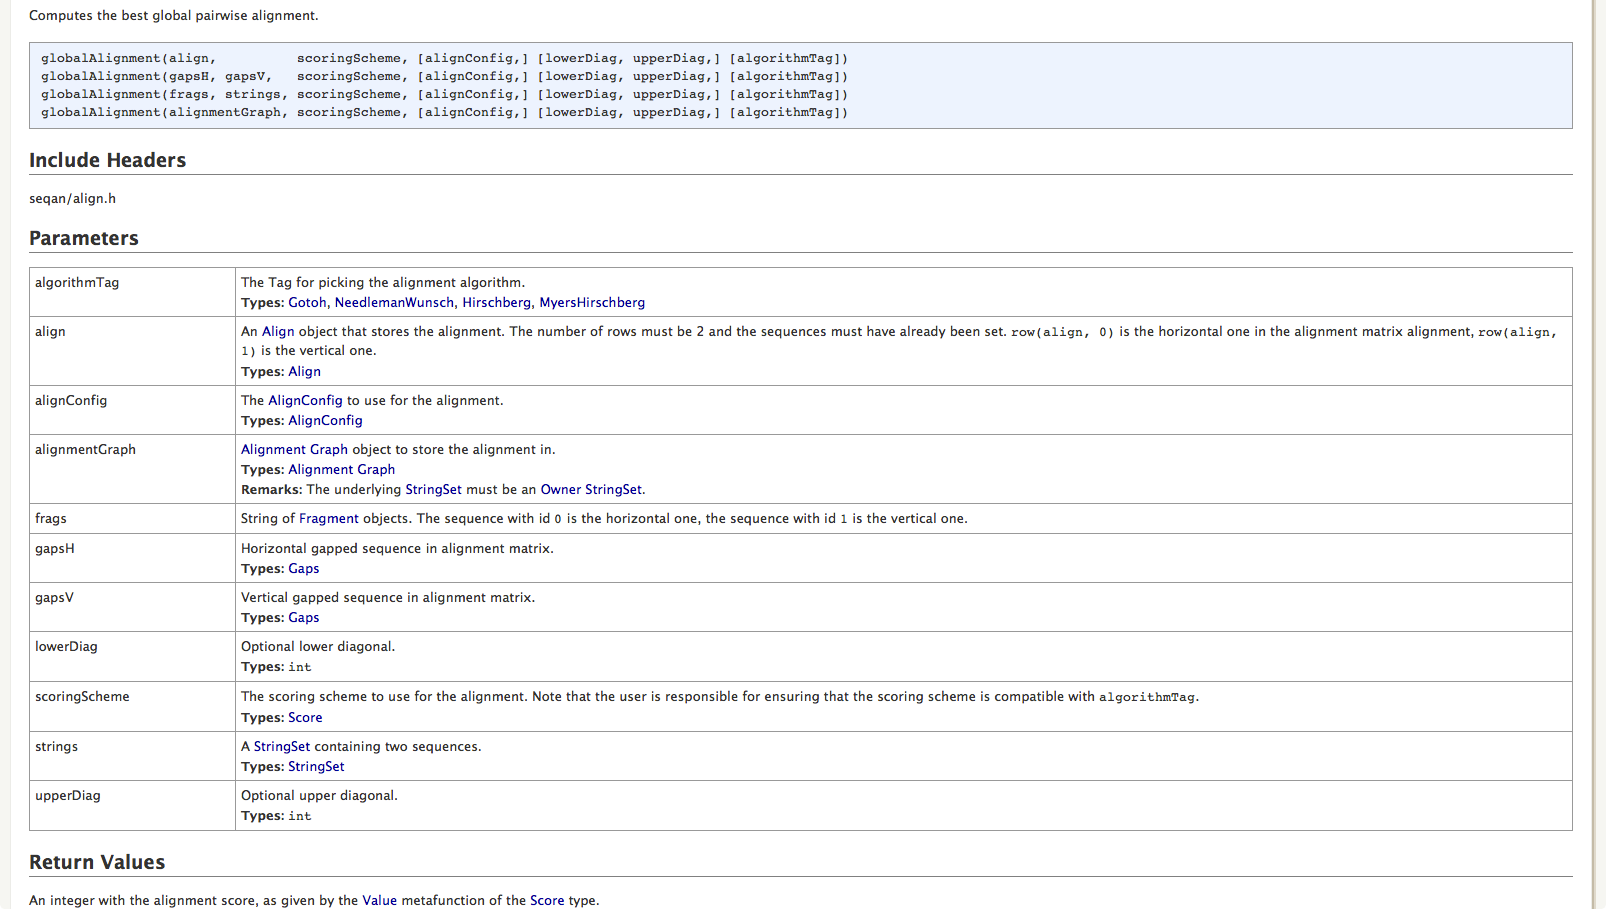 Computes the best global pairwise alignment.
globalAlignment(align,          scoringScheme, [alignConfig,] [lowerDiag, upperDiag,] [algorithmTag])
globalAlignment(gapsH, gapsV,   scoringScheme, [alignConfig,] [lowerDiag, upperDiag,] [algorithmTag])
globalAlignment(frags, strings, scoringScheme, [alignConfig,] [lowerDiag, upperDiag,] [algorithmTag])
globalAlignment(alignmentGraph, scoringScheme, [alignConfig,] [lowerDiag, upperDiag,] [algorithmTag])
Include Headers
seqan/align.h
Parameters
algorithmTag
The Tag for picking the alignment algorithm.
Types: Gotoh, NeedlemanWunsch, Hirschberg, MyersHirschberg
align
An Align object that stores the alignment. The number of rows must be 2 and the sequences must have already been set. row(align, 0) is the horizontal one in the alignment matrix alignment, row(align,
1) is the vertical one.
Types: Align
alignConfig
The AlignConfig to use for the alignment.
Types: AlignConfig
alignmentGraph
Alignment Graph object to store the alignment in.
Types: Alignment Graph
Remarks: The underlying StringSet must be an Owner StringSet.
frags
String of Fragment objects. The sequence with id 0 is the horizontal one, the sequence with id 1 is the vertical one.
gapsH
Horizontal gapped sequence in alignment matrix.
Types: Gaps
gapsV
Vertical gapped sequence in alignment matrix.
Types: Gaps
lowerDiag
Optional lower diagonal.
Types: int
scoringScheme
The scoring scheme to use for the alignment. Note that the user is responsible for ensuring that the scoring scheme is compatible with algorithmTag.
Types: Score
strings
A StringSet containing two sequences.
Types: StringSet
upperDiag
Optional upper diagonal.
Types: int
Return Values
An integer with the alignment score, as given by the Value metafunction of the Score type.